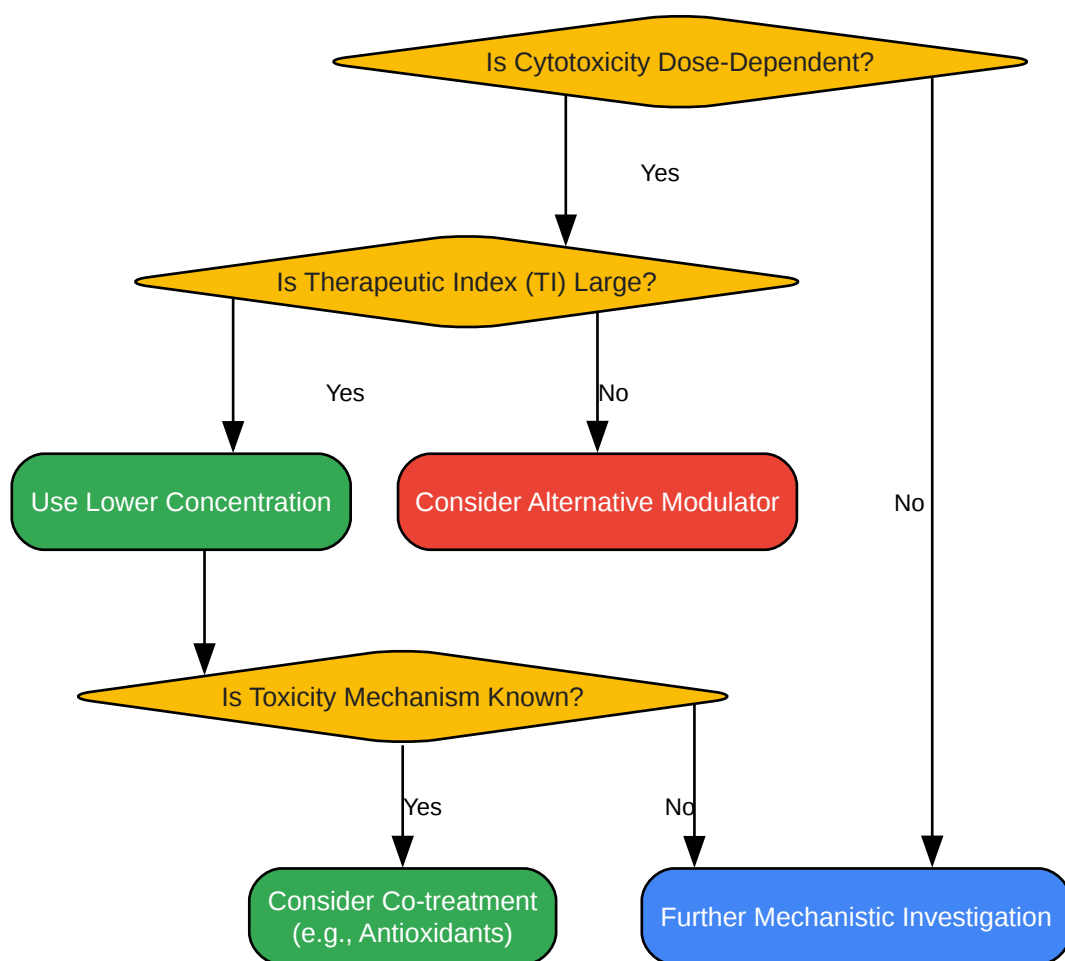 Is Cytotoxicity Dose-Dependent?
Yes
Is Therapeutic Index (TI) Large?
Yes
No
Use Lower Concentration
Consider Alternative Modulator
No
Is Toxicity Mechanism Known?
Yes
No
Consider Co-treatment
(e.g., Antioxidants)
Further Mechanistic Investigation